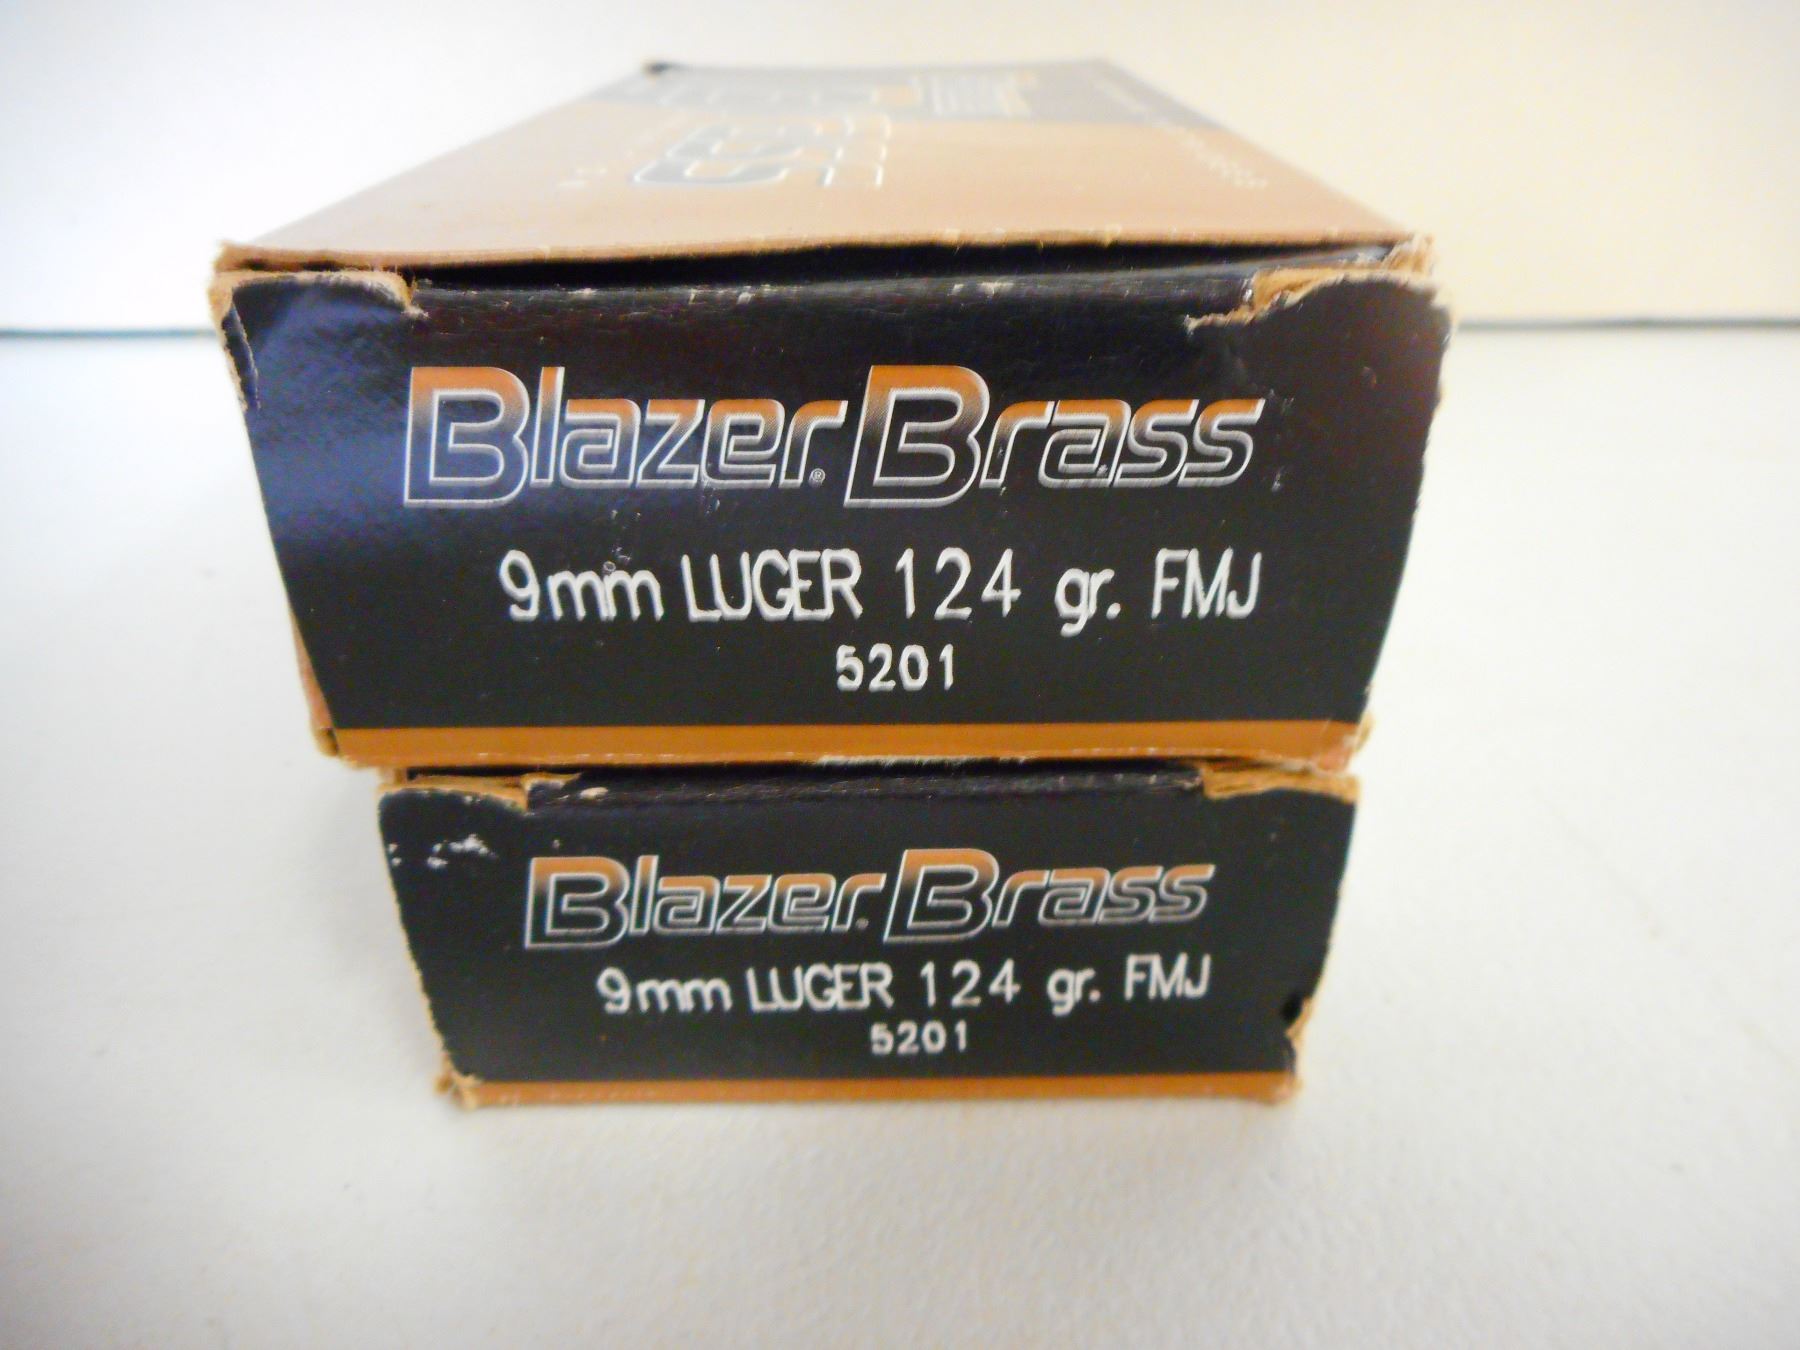 Blazer® Brass
9mm LUGER 124 gr. FMJ
5201
Blazer® Brass
9mm LUGER 124 gr. FMJ
5201